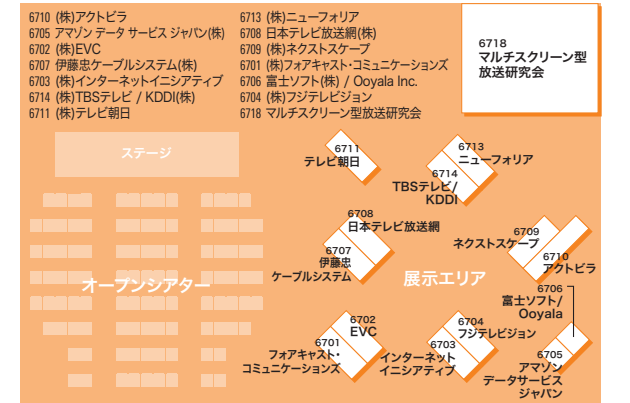 6710 (株)アクトビラ
6705 アマゾン データ サービス ジャパン(株)
6702 (株)EVC
6707 伊藤忠ケーブルシステム(株)
6703 (株)インターネットイニシアティブ
6714 (株)TBSテレビ / KDDI(株)
6711 (株)テレビ朝日
6713 (株)ニューフォリア
6708 日本テレビ放送網(株)
6709 (株)ネクストスケープ
6701 (株)フォアキャスト・コミュニケーションズ
6706 富士ソフト(株) / Ooyala Inc.
6704 (株)フジテレビジョン
6718 マルチスクリーン型放送研究会
6718
マルチスクリーン型
放送研究会
ステージ
6711
テレビ朝日
6713
ニューフォリア
6714
TBSテレビ/
KDDI
6708
日本テレビ放送網
6707
伊藤忠
ケーブルシステム
6709
ネクストスケープ
6710
アクトビラ
オープンシアター
展示エリア
6706
富士ソフト/
Ooyala
6702
EVC
6701
フォアキャスト・
コミュニケーションズ
6704
フジテレビジョン
6703
インターネット
イニシアティブ
6705
アマゾン
データサービス
ジャパン